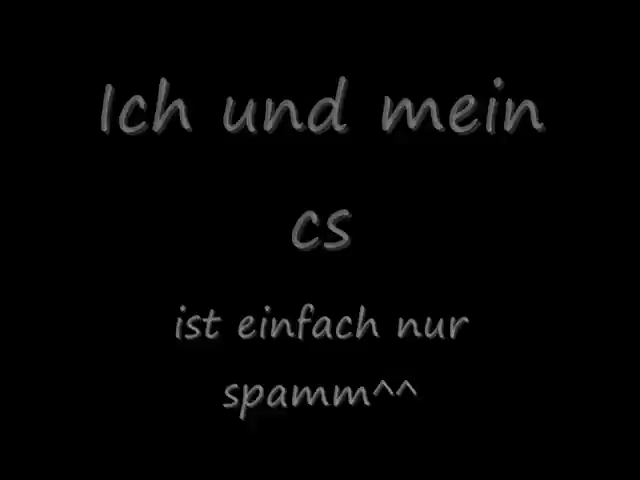 Ich und mein
cs
ist einfach nur
spamm^^